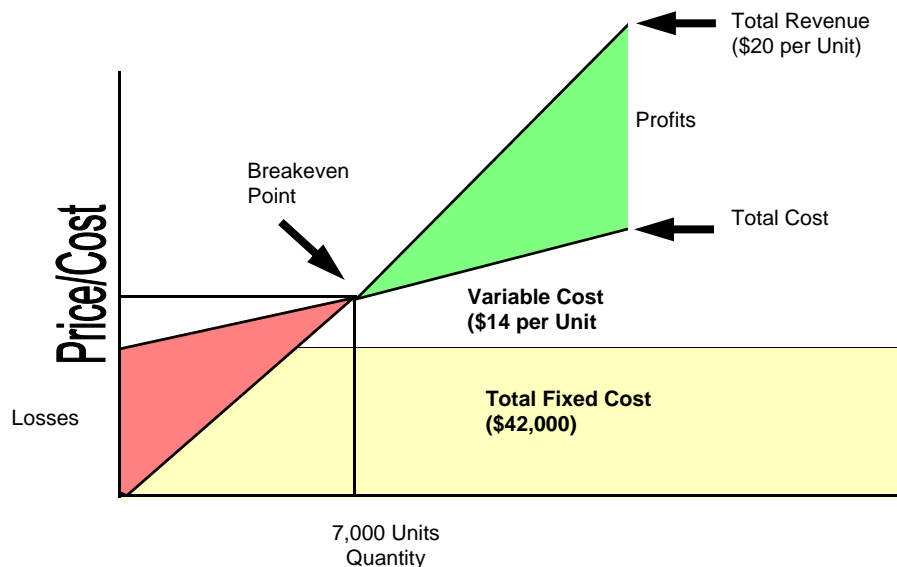 Total Revenue
($20 per Unit)
Profits
Breakeven
Point
Total Cost
Price/Cost
Variable Cost
($14 per Unit
Total Fixed Cost
($42,000)
Losses
7,000 Units
Quantity